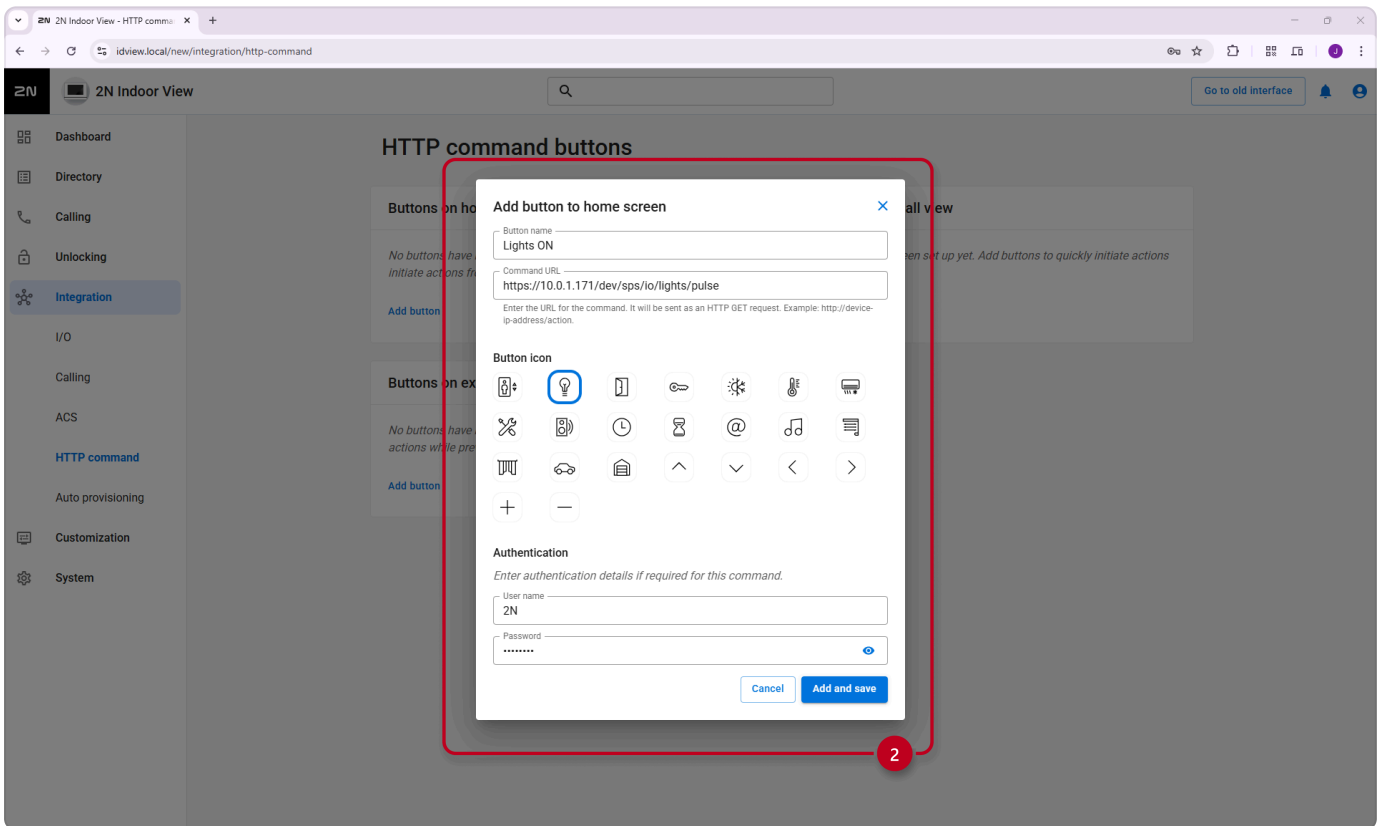 2N 2N Indoor View - HTTP comma
idview.local/new/integration/http-command
J
2N 2N Indoor View
Go to old interface
Dashboard
Directory
Calling
Unlocking
Integration
I/O
Calling
ACS
HTTP command
Auto provisioning
Customization
System
HTTP command buttons
Buttons on ho
No buttons have
initiate actions fr
Add button
Buttons on ex
No buttons have
actions while pre
Add button
all view
een set up yet. Add buttons to quickly initiate actions
Add button to home screen
Button name
Lights ON
Command URL
https://10.0.1.171/dev/sps/io/lights/pulse
Enter the URL for the command. It will be sent as an HTTP GET request. Example: http://device-
ip-address/action.
Button icon
Authentication
Enter authentication details if required for this command.
User name
2N
Password
••••••••
Cancel
Add and save
2